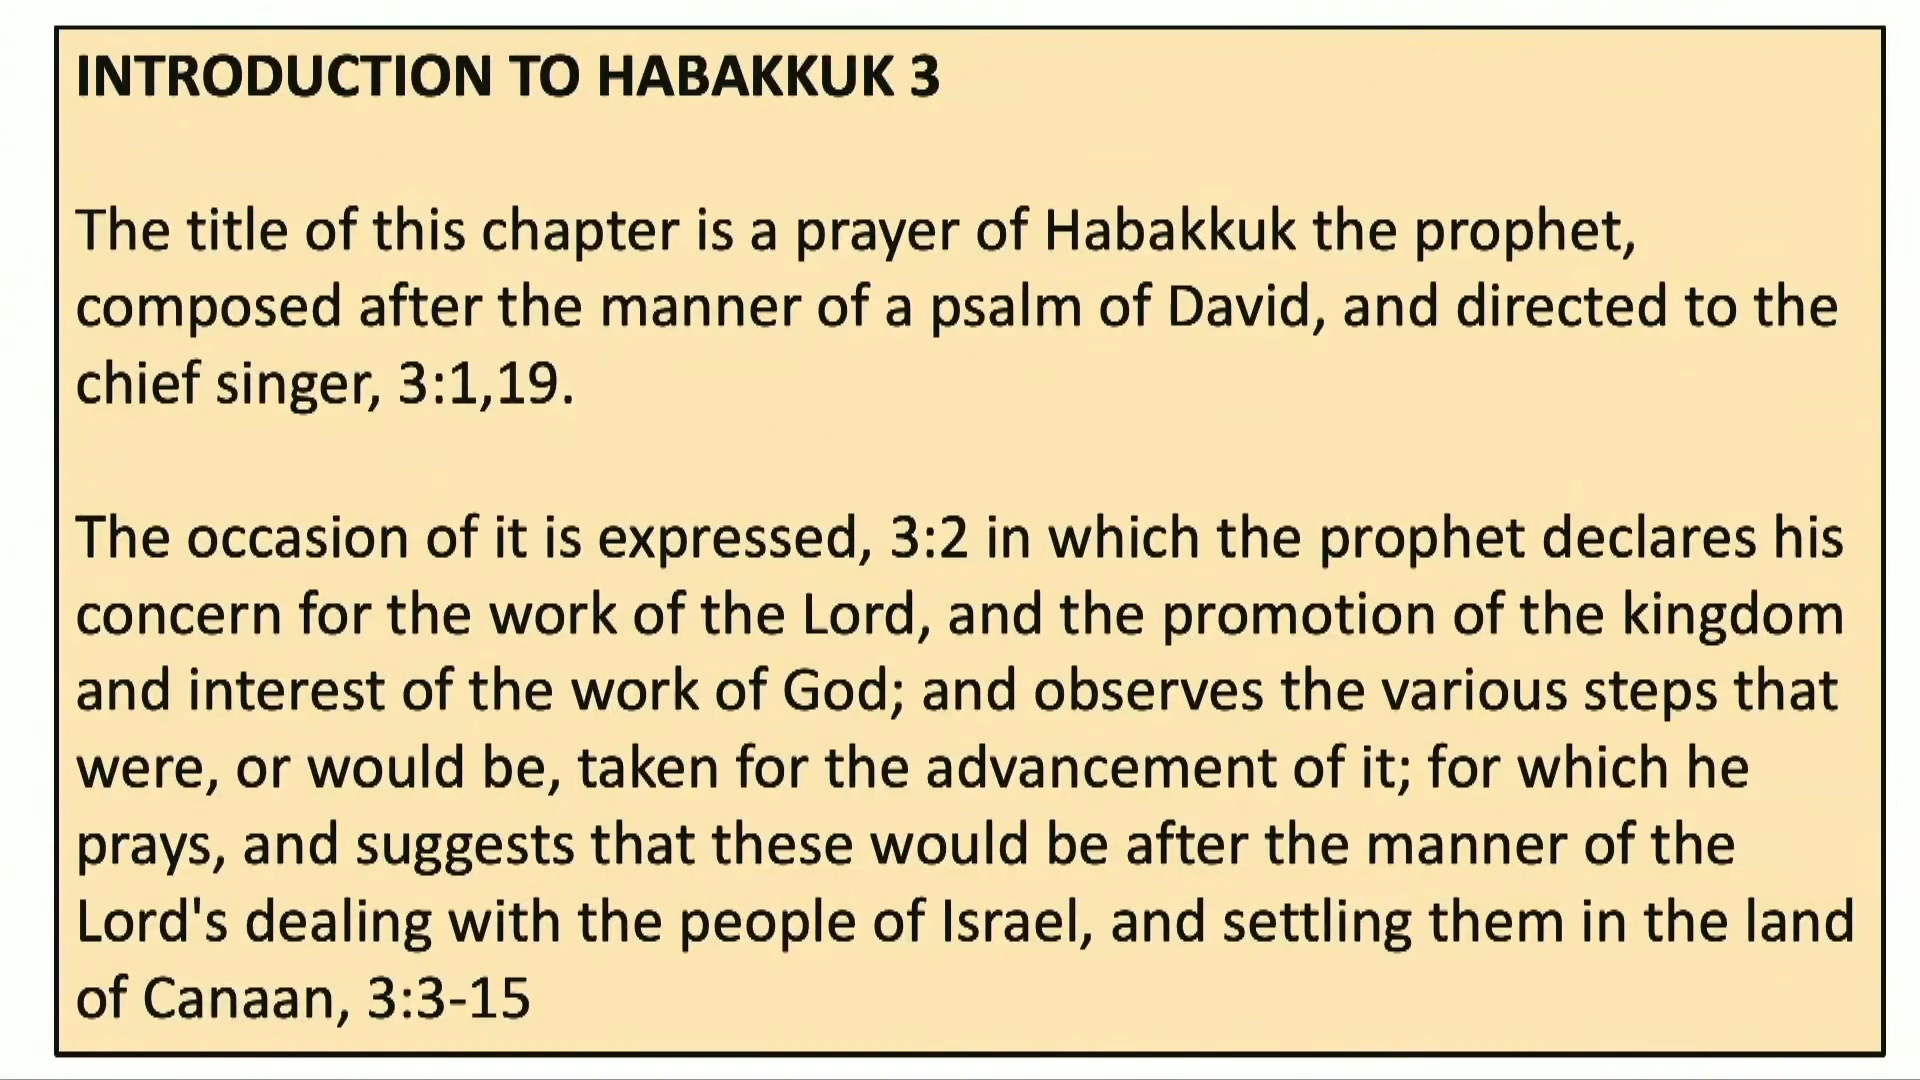 INTRODUCTION TO HABAKKUK 3
The title of this chapter is a prayer of Habakkuk the prophet,
composed after the manner of a psalm of David, and directed to the
chief singer, 3:1,19.
The occasion of it is expressed, 3:2 in which the prophet declares his
concern for the work of the Lord, and the promotion of the kingdom
and interest of the work of God; and observes the various steps that
were, or would be, taken for the advancement of it; for which he
prays, and suggests that these would be after the manner of the
Lord's dealing with the people of Israel, and settling them in the land
of Canaan, 3:3-15